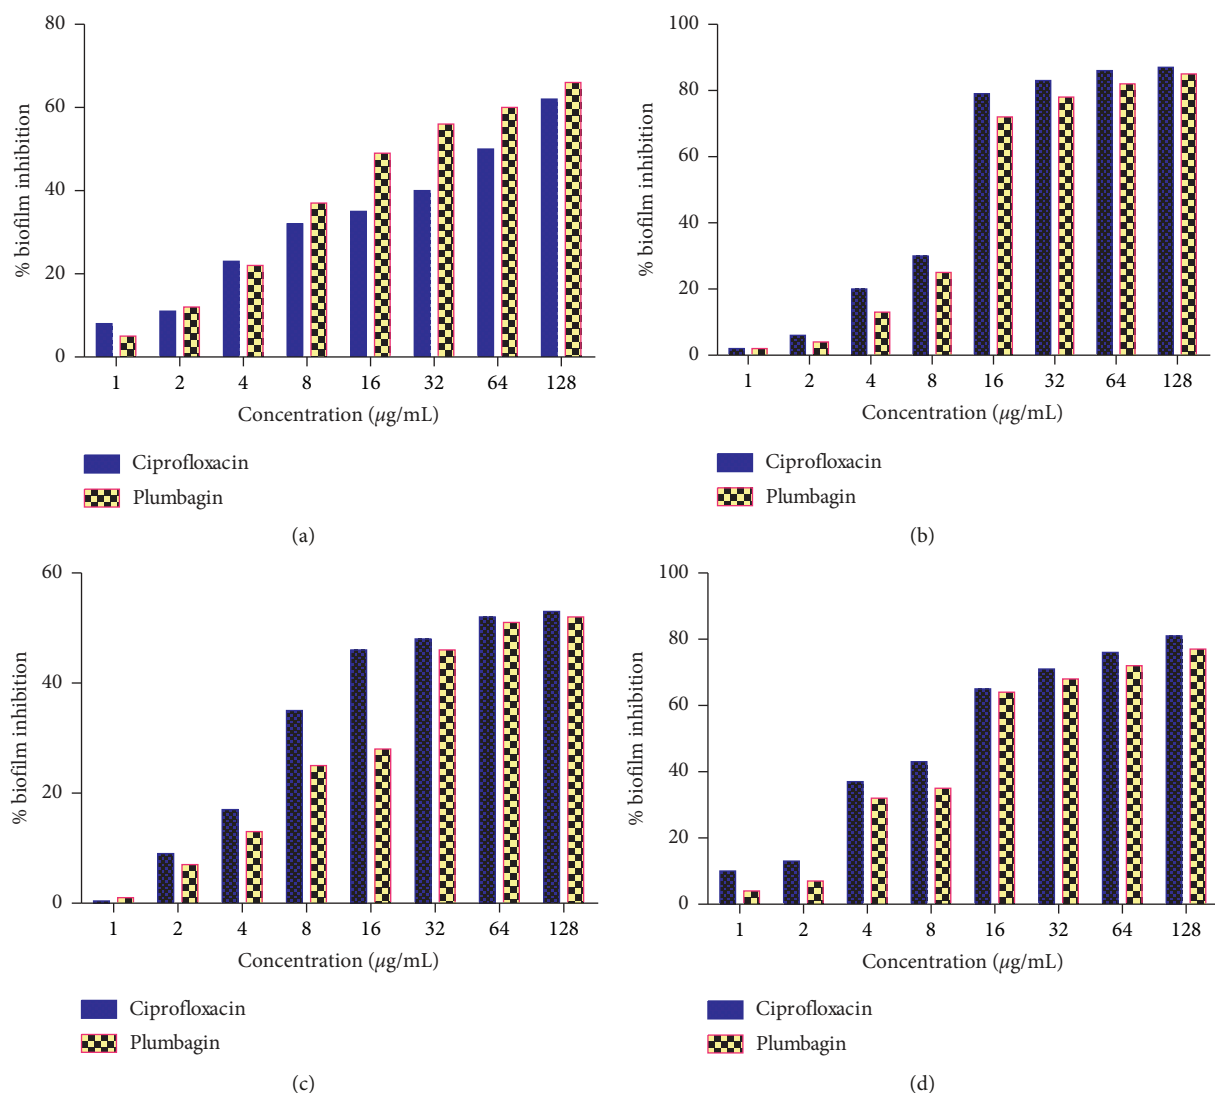 80
60
40
20
0
% biofilm inhibition
1 2 4 8 16 32 64 128
Concentration (μg/mL)
Ciprofloxacin
Plumbagin
(a)
100
80
60
40
20
0
% biofilm inhibition
1 2 4 8 16 32 64 128
Concentration (μg/mL)
Ciprofloxacin
Plumbagin
(b)
60
40
20
0
% biofilm inhibition
1 2 4 8 16 32 64 128
Concentration (μg/mL)
Ciprofloxacin
Plumbagin
(c)
100
80
60
40
20
0
% biofilm inhibition
1 2 4 8 16 32 64 128
Concentration (μg/mL)
Ciprofloxacin
Plumbagin
(d)